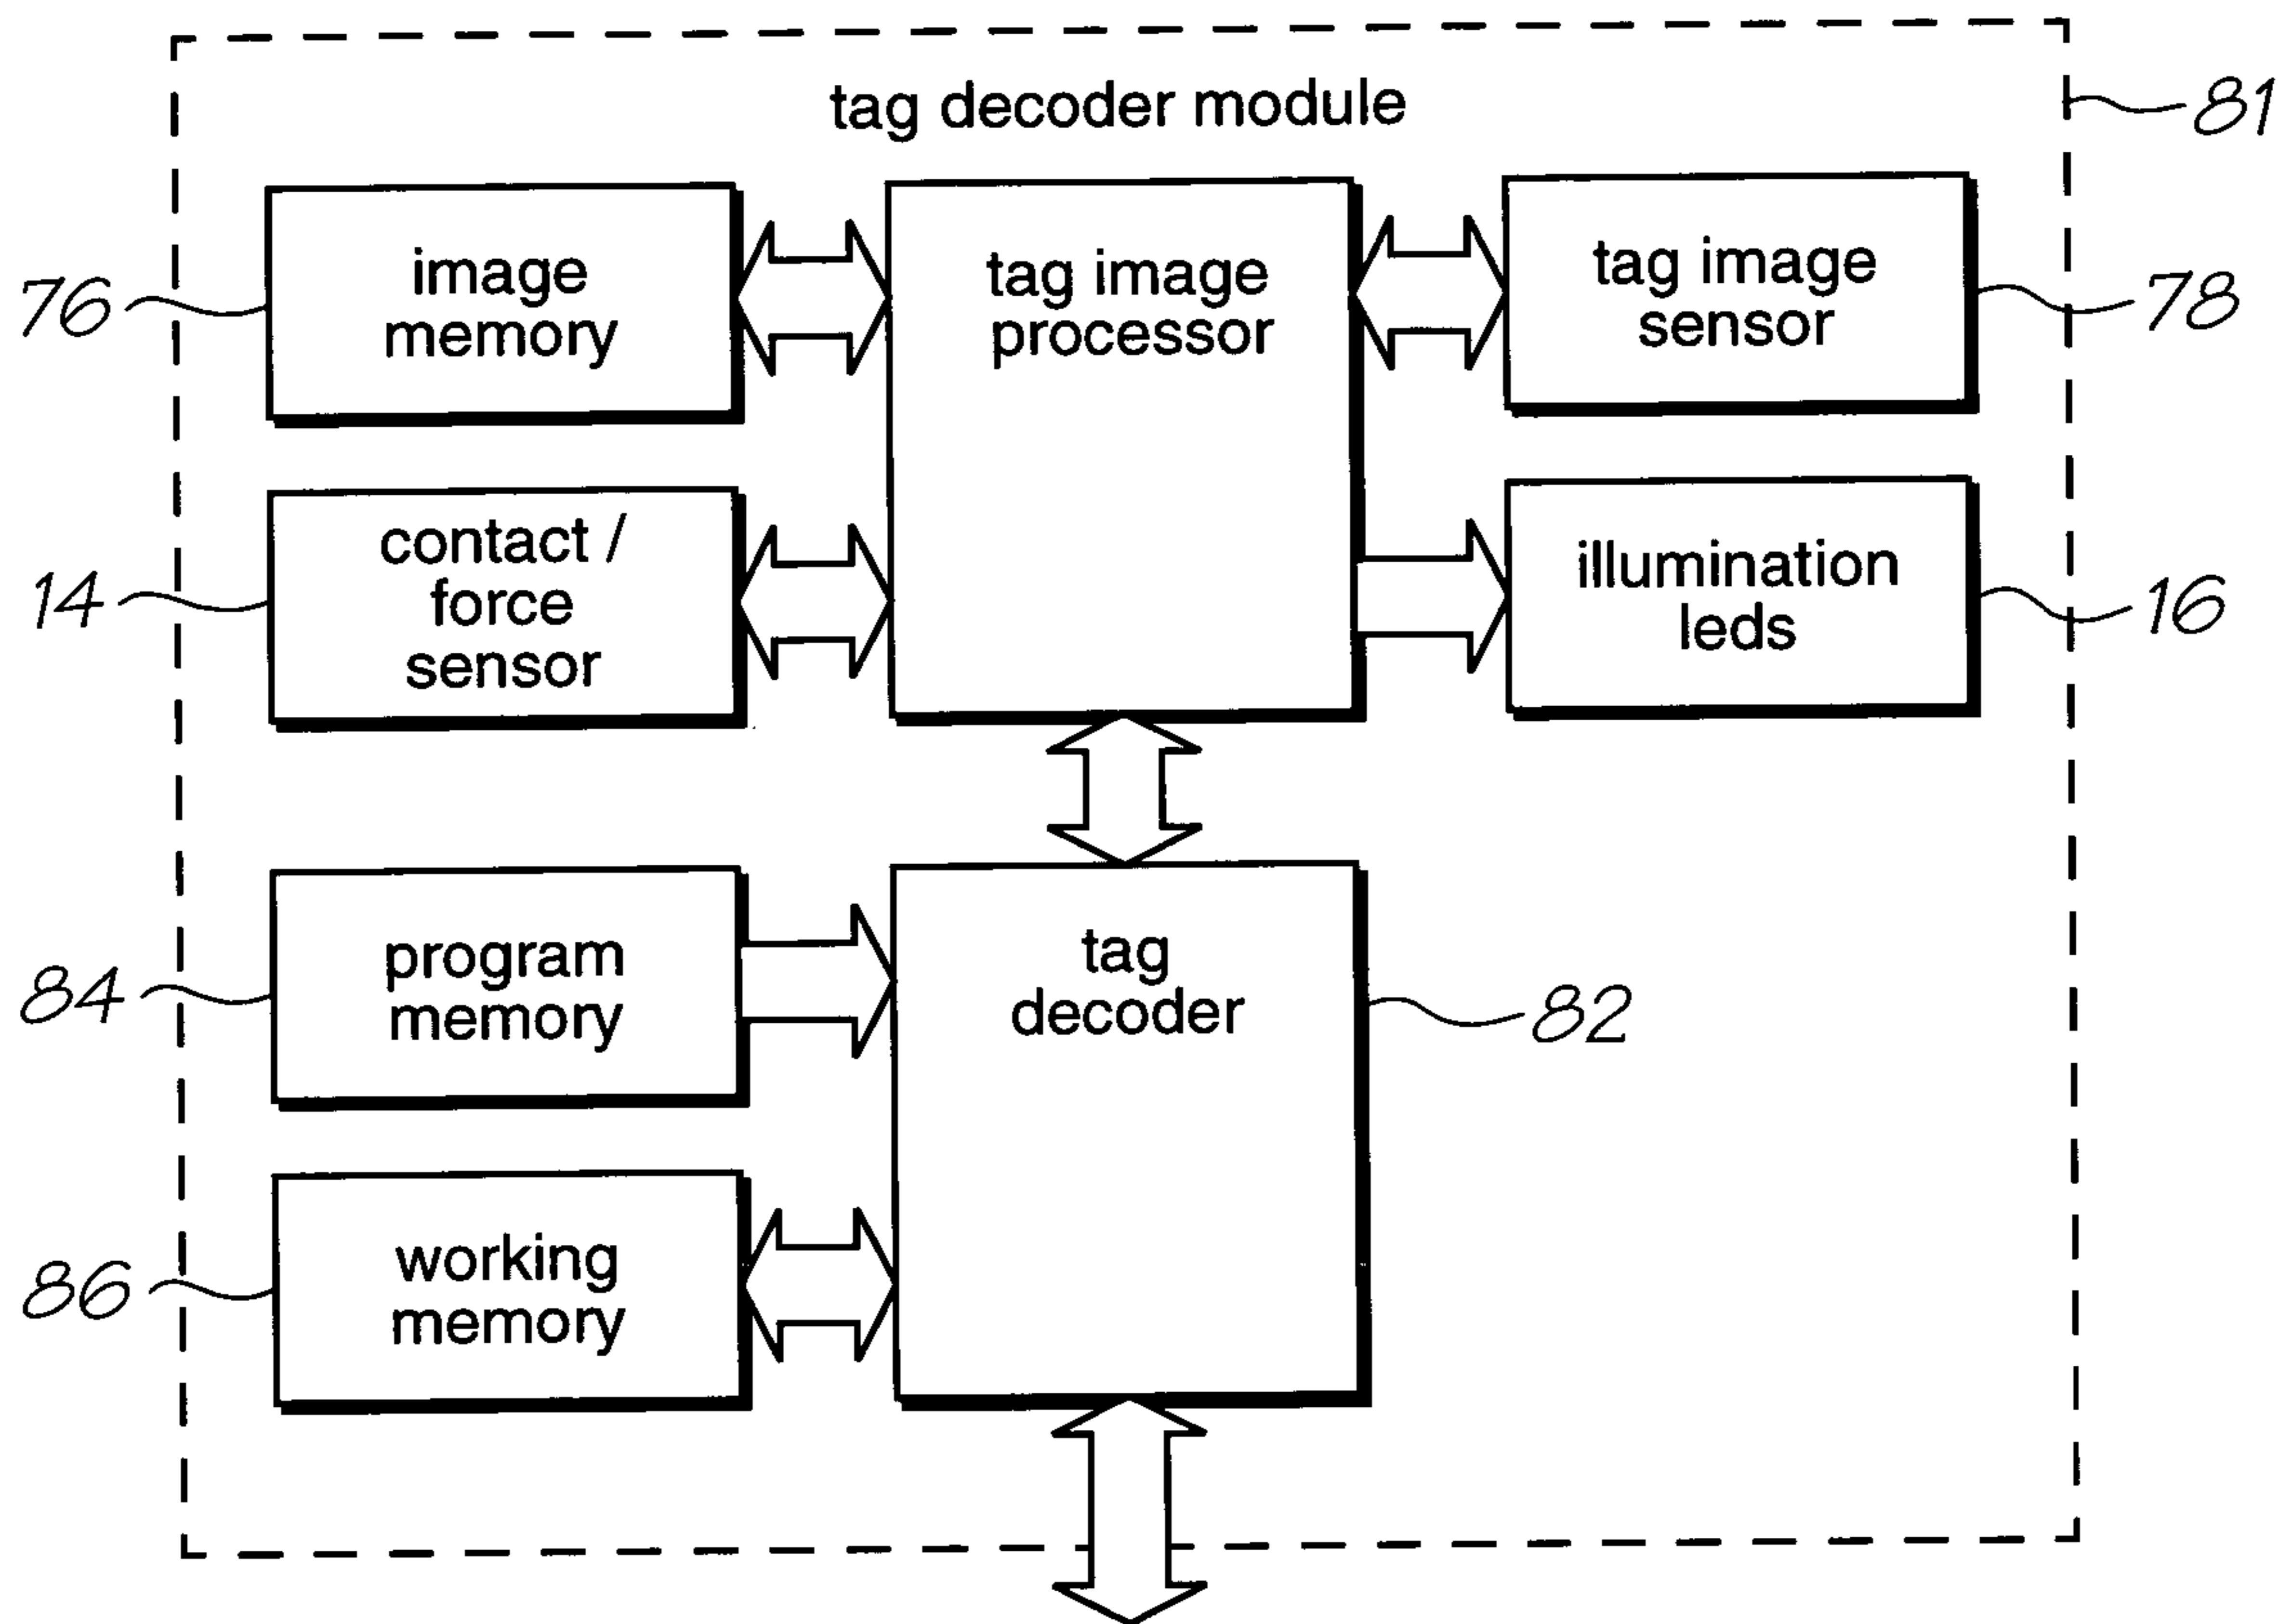 tag decoder module
81
image
memory
76
tag image
processor
tag image
sensor
78
contact /
force
sensor
14
illumination
leds
16
program
memory
84
tag
decoder
82
working
memory
86